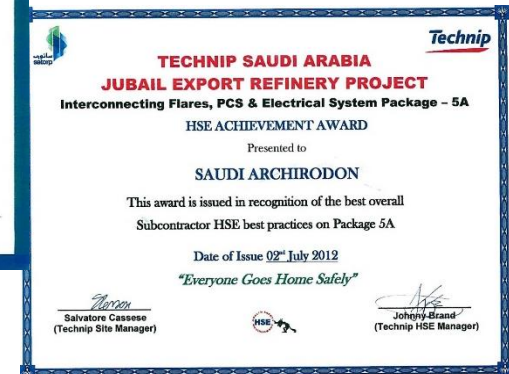 ساتورب
satorp
Technip
TECHNIP SAUDI ARABIA
JUBAIL EXPORT REFINERY PROJECT
Interconnecting Flares, PCS & Electrical System Package – 5A
HSE ACHIEVEMENT AWARD
Presented to
SAUDI ARCHIRODON
This award is issued in recognition of the best overall
Subcontractor HSE best practices on Package 5A
Date of Issue 02nd July 2012
"Everyone Goes Home Safely"
Salvatore Cassese
(Technip Site Manager)
HSE
Johnny Brand
(Technip HSE Manager)